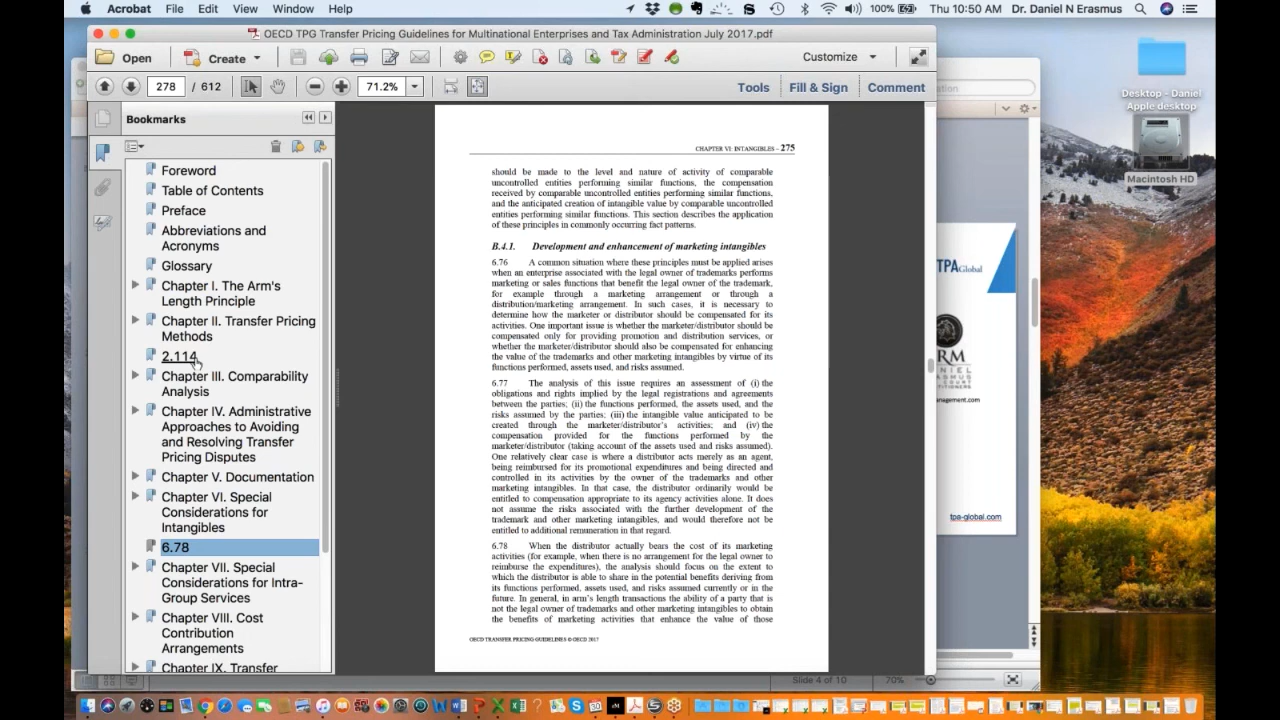 Acrobat File Edit View Window Help 100% Thu 10:50 AM Dr. Daniel N Erasmus
OECD TPG Transfer Pricing Guidelines for Multinational Enterprises and Tax Administration July 2017.pdf
Open Create Customize
278 / 612 71.2% Tools Fill & Sign Comment
Bookmarks
Foreword
Table of Contents
Preface
Abbreviations and
Acronyms
Glossary
Chapter I. The Arm's
Length Principle
Chapter II. Transfer Pricing
Methods
2.114
Chapter III. Comparability
Analysis
Chapter IV. Administrative
Approaches to Avoiding
and Resolving Transfer
Pricing Disputes
Chapter V. Documentation
Chapter VI. Special
Considerations for
Intangibles
6.78
Chapter VII. Special
Considerations for Intra-
Group Services
Chapter VIII. Cost
Contribution
Arrangements
Chapter IX. Transfer
CHAPTER VI: INTANGIBLES – 275
should be made to the level and nature of activity of comparable
uncontrolled entities performing similar functions, the compensation
received by comparable uncontrolled entities performing similar functions,
and the anticipated creation of intangible value by comparable uncontrolled
entities performing similar functions. This section describes the application
of these principles in commonly occurring fact patterns.
B.4.1. Development and enhancement of marketing intangibles
6.76 A common situation where these principles must be applied arises
when an enterprise associated with the legal owner of trademarks performs
marketing or sales functions that benefit the legal owner of the trademark,
for example through a marketing arrangement or through a
distribution/marketing arrangement. In such cases, it is necessary to
determine how the marketer or distributor should be compensated for its
activities. One important issue is whether the marketer/distributor should be
compensated only for providing promotion and distribution services, or
whether the marketer/distributor should also be compensated for enhancing
the value of the trademarks and other marketing intangibles by virtue of its
functions performed, assets used, and risks assumed.
6.77 The analysis of this issue requires an assessment of (i) the
obligations and rights implied by the legal registrations and agreements
between the parties; (ii) the functions performed, the assets used, and the
risks assumed by the parties; (iii) the intangible value anticipated to be
created through the marketer/distributor's activities; and (iv) the
compensation provided for the functions performed by the
marketer/distributor (taking account of the assets used and risks assumed).
One relatively clear case is where a distributor acts merely as an agent,
being reimbursed for its promotional expenditures and being directed and
controlled in its activities by the owner of the trademarks and other
marketing intangibles. In that case, the distributor ordinarily would be
entitled to compensation appropriate to its agency activities alone. It does
not assume the risks associated with the further development of the
trademark and other marketing intangibles, and would therefore not be
entitled to additional remuneration in that regard.
6.78 When the distributor actually bears the cost of its marketing
activities (for example, when there is no arrangement for the legal owner to
reimburse the expenditures), the analysis should focus on the extent to
which the distributor is able to share in the potential benefits deriving from
its functions performed, assets used, and risks assumed currently or in the
future. In general, in arm's length transactions the ability of a party that is
not the legal owner of trademarks and other marketing intangibles to obtain
the benefits of marketing activities that enhance the value of those
OECD TRANSFER PRICING GUIDELINES © OECD 2017
Desktop - Daniel
Apple desktop
Macintosh HD
TPA Global
tpa-global.com
Slide 4 of 10 70%